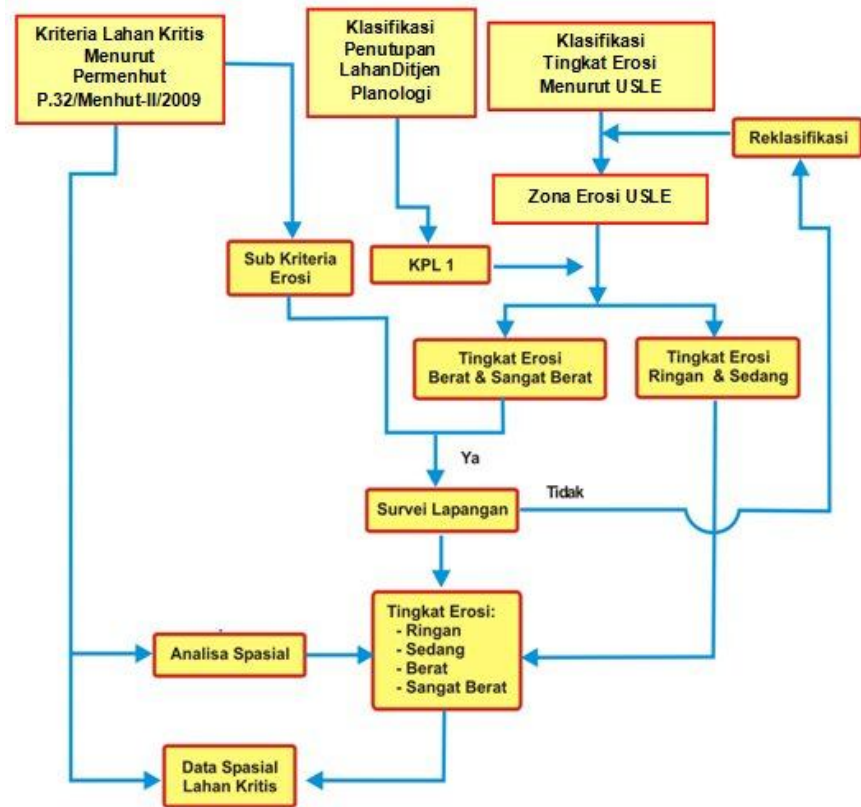 Kriteria Lahan Kritis
Menurut
Permenhut
P.32/Menhut-II/2009
Klasifikasi
Penutupan
LahanDitjen
Planologi
Klasifikasi
Tingkat Erosi
Menurut USLE
Reklasifikasi
Zona Erosi USLE
Sub Kriteria
Erosi
KPL 1
Tingkat Erosi
Berat & Sangat Berat
Tingkat Erosi
Ringan & Sedang
Ya
Survei Lapangan
Tidak
Tingkat Erosi:
- Ringan
- Sedang
- Berat
- Sangat Berat
Analisa Spasial
Data Spasial
Lahan Kritis